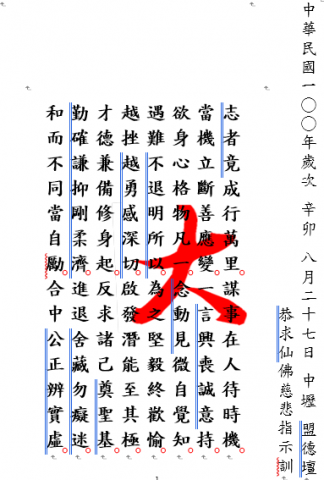 中華民國一〇〇年歲次 辛卯 八月二十七日 中壢 盟德壇
恭求仙佛慈悲指示訓
志者竟成行萬里謀事在人待時機
當機立斷善應變一言興喪誠意持
欲身心格物凡一念動見微自覺知
遇難不退明所以為之堅毅終歡愉
越挫越勇感深切啟發潛能至其極
才德兼備修身起反求諸己奠聖基
勤確謙抑剛柔濟進退舍藏勿癡迷
和而不同當自勵合中公正辨實虛
大